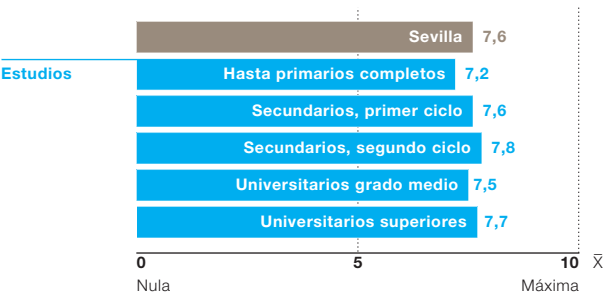 Sevilla 7,6
Estudios Hasta primarios completos 7,2
Secundarios, primer ciclo 7,6
Secundarios, segundo ciclo 7,8
Universitarios grado medio 7,5
Universitarios superiores 7,7
0 5 10 X̅
Nula Máxima